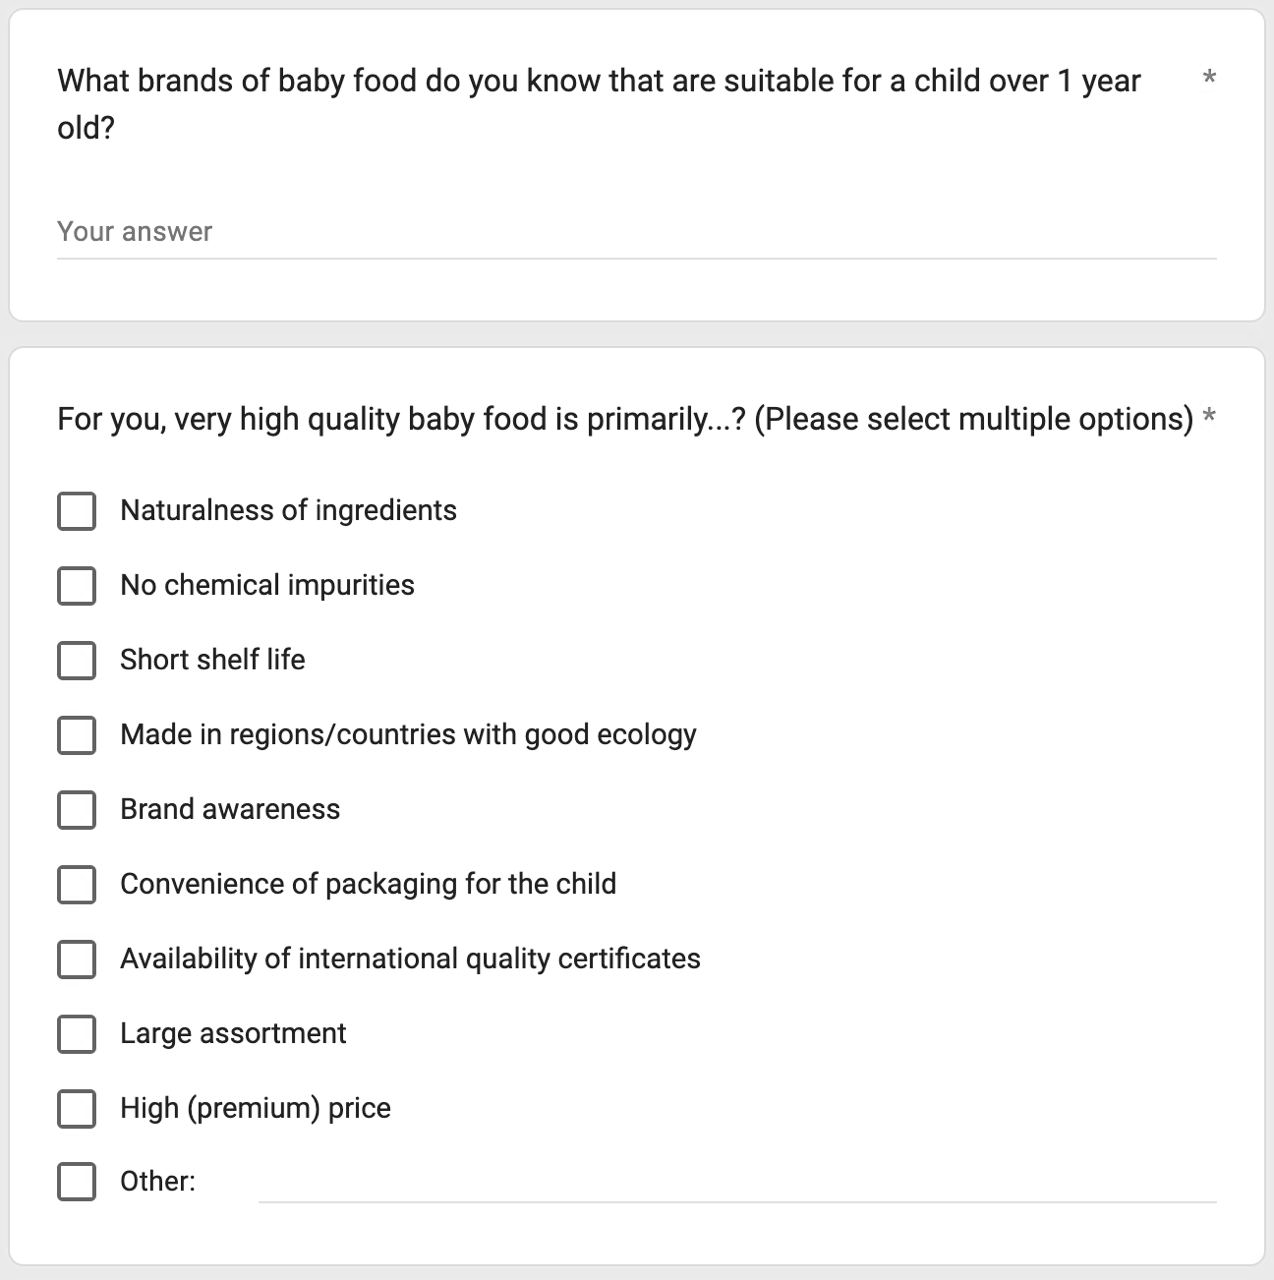 What brands of baby food do you know that are suitable for a child over 1 year *
old?
Your answer
For you, very high quality baby food is primarily...? (Please select multiple options) *
Naturalness of ingredients
No chemical impurities
Short shelf life
Made in regions/countries with good ecology
Brand awareness
Convenience of packaging for the child
Availability of international quality certificates
Large assortment
High (premium) price
Other: